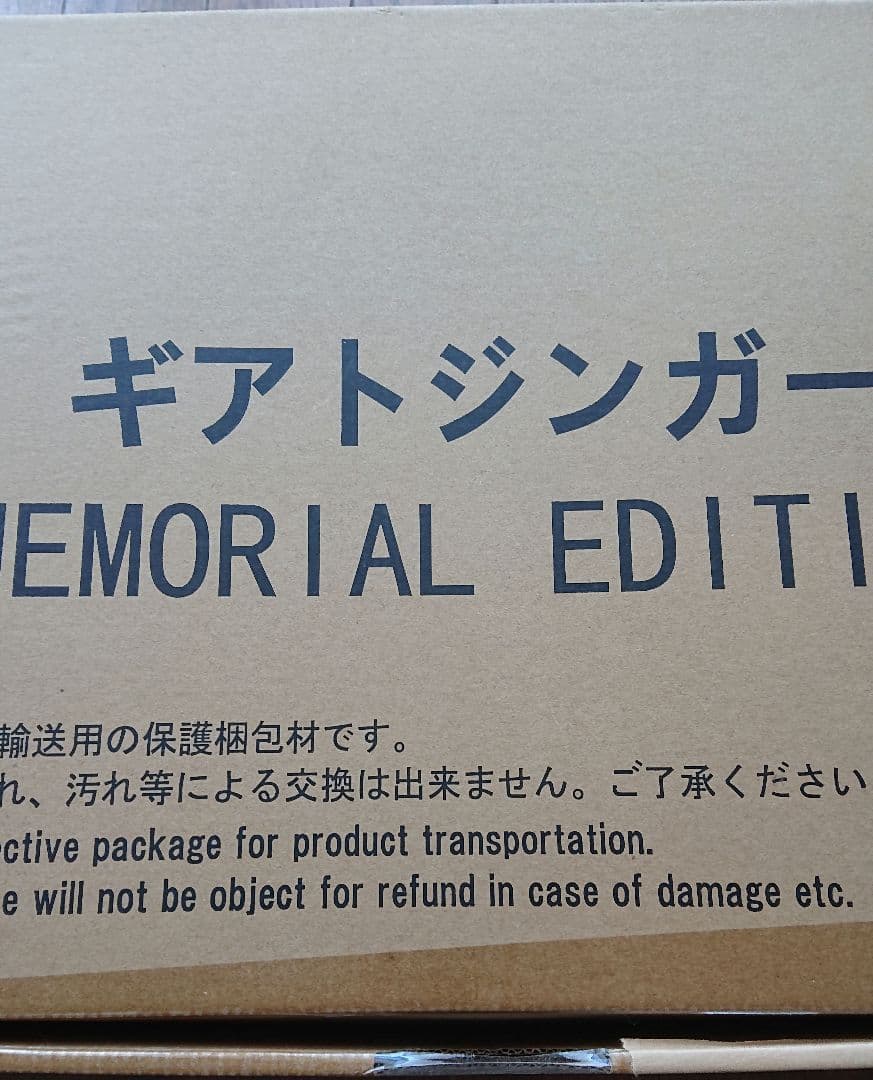 ギアトジンガー
MEMORIAL EDITI
輸送用の保護梱包材です。
れ、汚れ等による交換は出来ません。ご了承ください
ctive package for product transportation.
e will not be object for refund in case of damage etc.